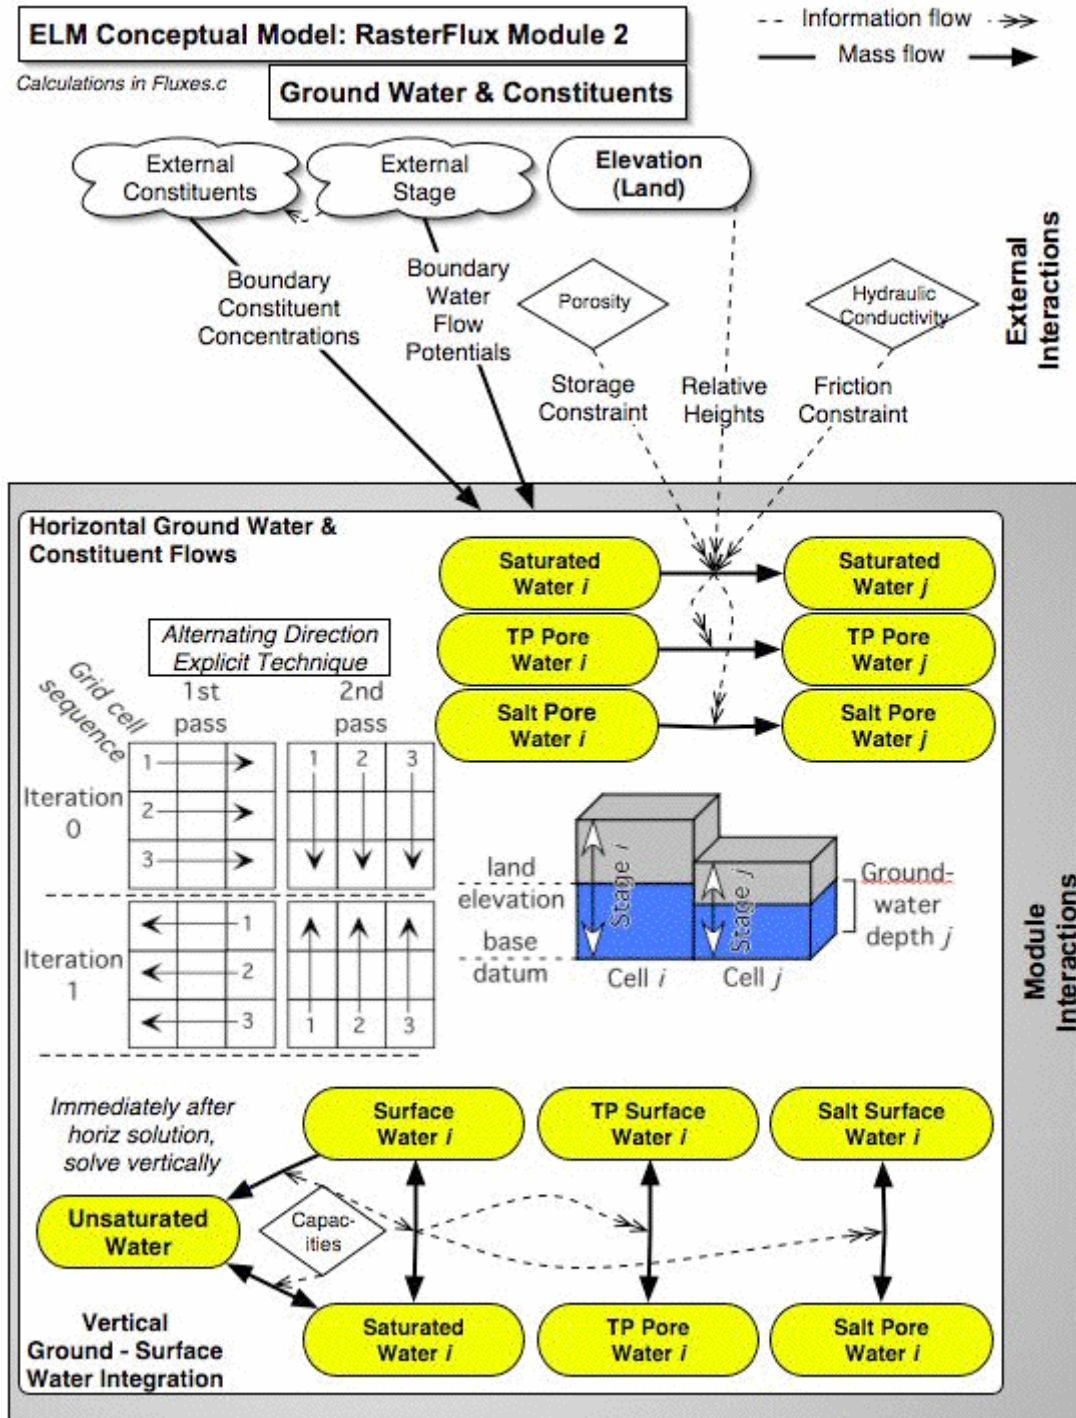 ELM Conceptual Model: RasterFlux Module 2
Information flow
Mass flow
Calculations in Fluxes.c
Ground Water & Constituents
External
Constituents
External
Stage
Elevation
(Land)
External
Interactions
Boundary
Constituent
Concentrations
Boundary
Water
Flow
Potentials
Porosity
Hydraulic
Conductivity
Storage
Constraint
Relative
Heights
Friction
Constraint
Horizontal Ground Water &
Constituent Flows
Saturated
Water i
Saturated
Water j
TP Pore
Water i
TP Pore
Water j
Salt Pore
Water i
Salt Pore
Water j
Alternating Direction
Explicit Technique
Grid cell
sequence
1st
pass
2nd
pass
Iteration
0
1
2
3
1 2 3
Iteration
1
1
2
3
1 2 3
land
elevation
base
datum
Stage i
Stage j
Cell i
Cell j
Ground-
water
depth j
Module
Interactions
Immediately after
horiz solution,
solve vertically
Surface
Water i
TP Surface
Water i
Salt Surface
Water i
Unsaturated
Water
Capac-
ities
Saturated
Water i
TP Pore
Water i
Salt Pore
Water i
Vertical
Ground - Surface
Water Integration